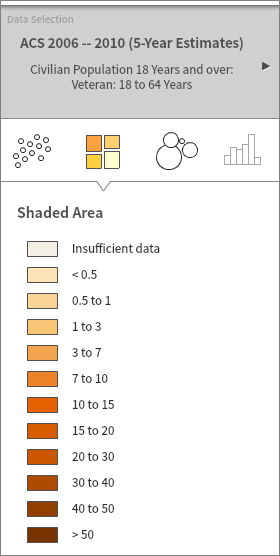 Data Selection
ACS 2006 -- 2010 (5-Year Estimates)
Civilian Population 18 Years and over:
Veteran: 18 to 64 Years
Shaded Area
Insufficient data
< 0.5
0.5 to 1
1 to 3
3 to 7
7 to 10
10 to 15
15 to 20
20 to 30
30 to 40
40 to 50
> 50